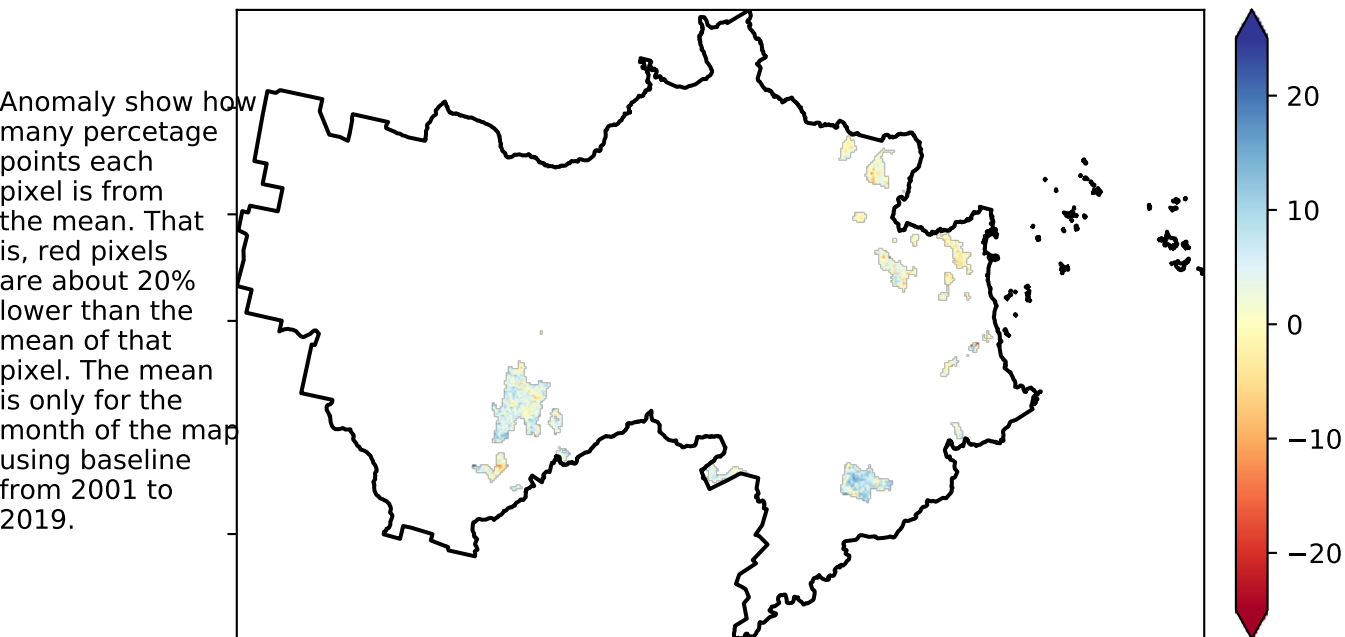 Anomaly show how
many percetage
points each
pixel is from
the mean. That
is, red pixels
are about 20%
lower than the
mean of that
pixel. The mean
is only for the
month of the map
using baseline
from 2001 to
2019.
20
10
0
−10
−20